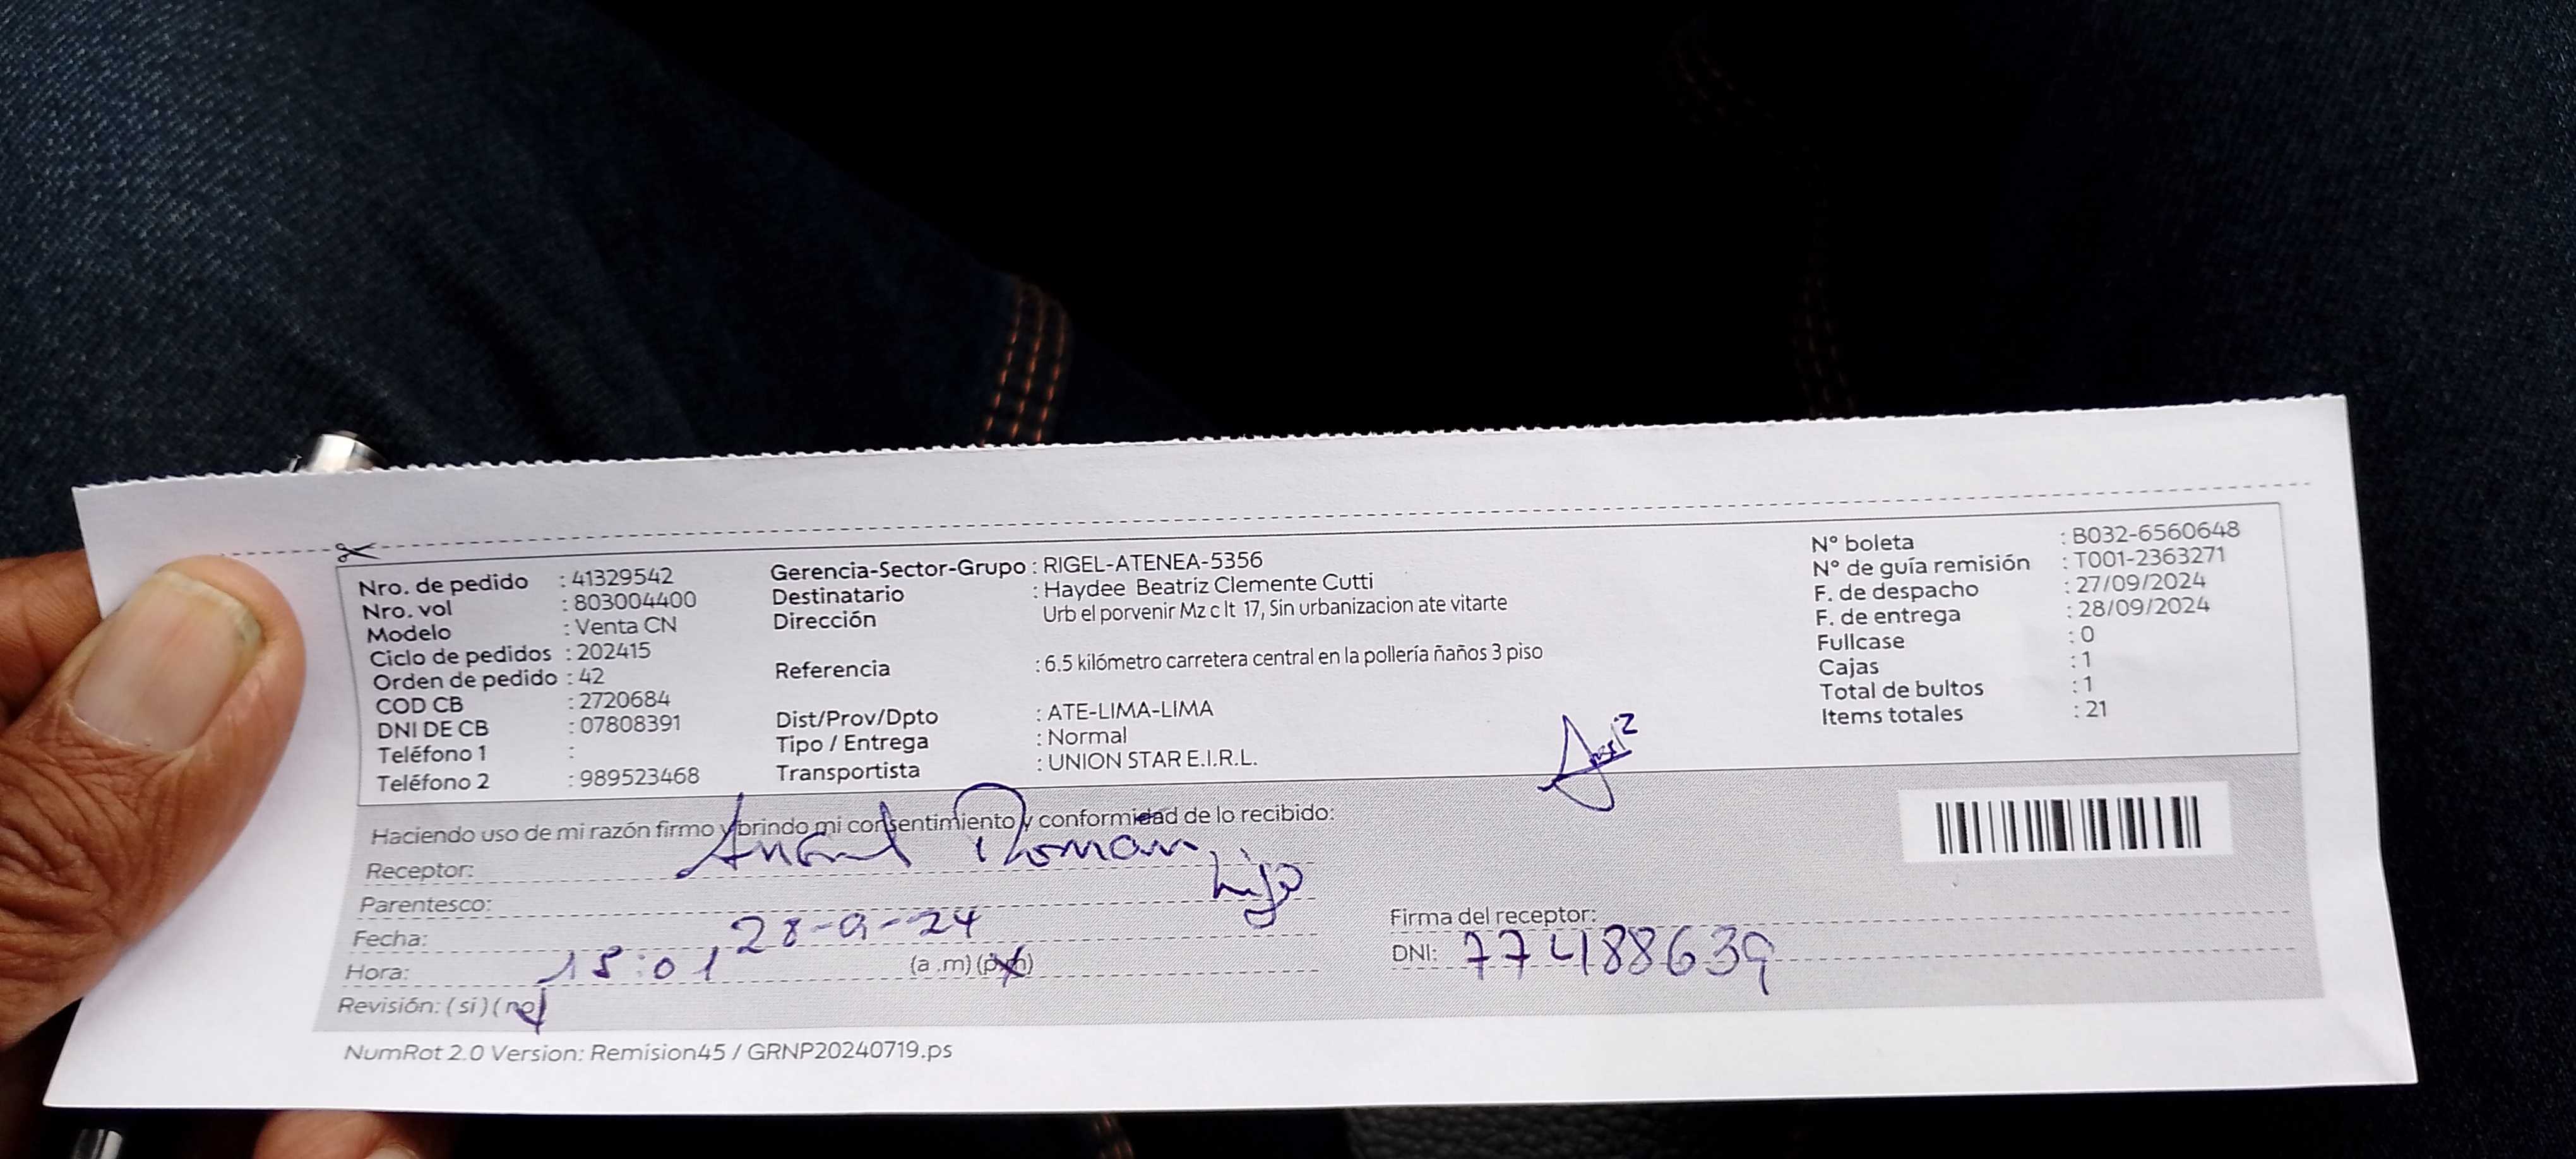 Nro. de pedido : 41329542
Nro. vol : 803004400
Modelo : Venta CN
Ciclo de pedidos : 202415
Orden de pedido : 42
COD CB : 2720684
DNI DE CB : 07808391
Teléfono 1 :
Teléfono 2 : 989523468
Gerencia-Sector-Grupo : RIGEL-ATENEA-5356
Destinatario : Haydee Beatriz Clemente Cutti
Dirección Urb el porvenir Mz c lt 17, Sin urbanizacion ate vitarte
Referencia : 6.5 kilómetro carretera central en la pollería ñaños 3 piso
Dist/Prov/Dpto : ATE-LIMA-LIMA
Tipo / Entrega : Normal
Transportista : UNION STAR E.I.R.L.
N° boleta : B032-6560648
N° de guía remisión : T001-2363271
F. de despacho : 27/09/2024
F. de entrega : 28/09/2024
Fullcase : 0
Cajas : 1
Total de bultos : 1
Items totales : 21
Haciendo uso de mi razón firmo y brindo mi consentimiento y conformidad de lo recibido:
Receptor: Roman
Parentesco: hijo
Fecha: 28-9-24
Hora: 15:01 (a .m) (p.m)
Revisión: ( si ) ( no )
Firma del receptor:
DNI: 77488639
NumRot 2.0 Version: Remision45 / GRNP20240719.ps